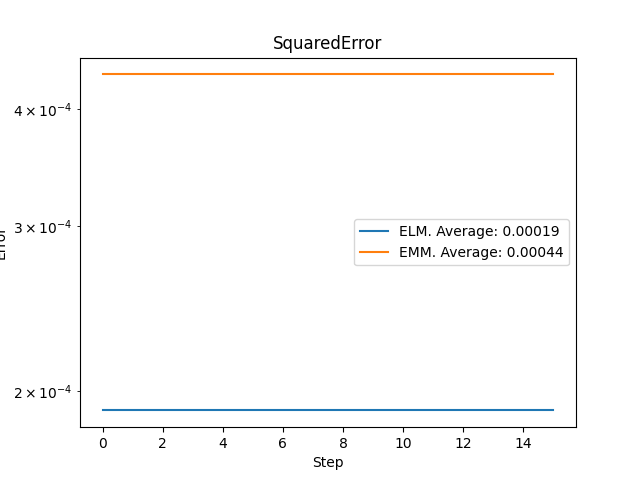 SquaredError
4 × 10⁻⁴
3 × 10⁻⁴
2 × 10⁻⁴
Error
ELM. Average: 0.00019
EMM. Average: 0.00044
0 2 4 6 8 10 12 14
Step